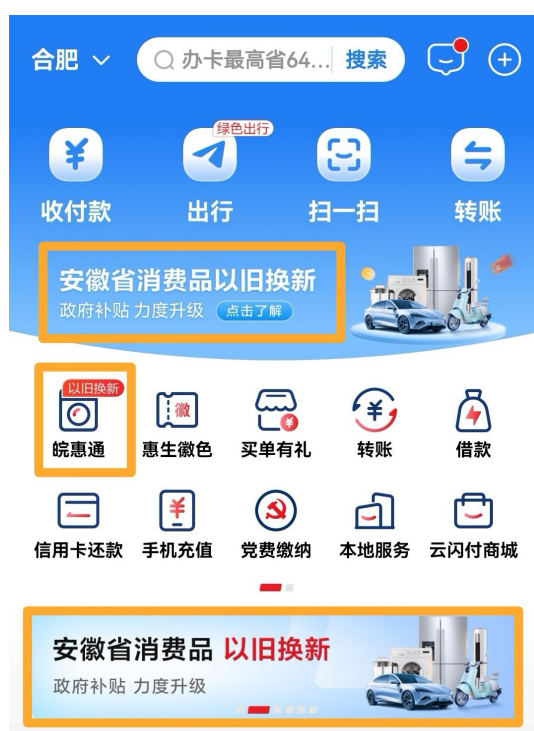 合肥
办卡最高省64...
搜索
绿色出行
收付款
出行
扫一扫
转账
安徽省消费品以旧换新
政府补贴 力度升级 点击了解
以旧换新
徽
皖惠通
惠生徽色
买单有礼
转账
借款
信用卡还款
手机充值
党费缴纳
本地服务
云闪付商城
安徽省消费品 以旧换新
政府补贴 力度升级